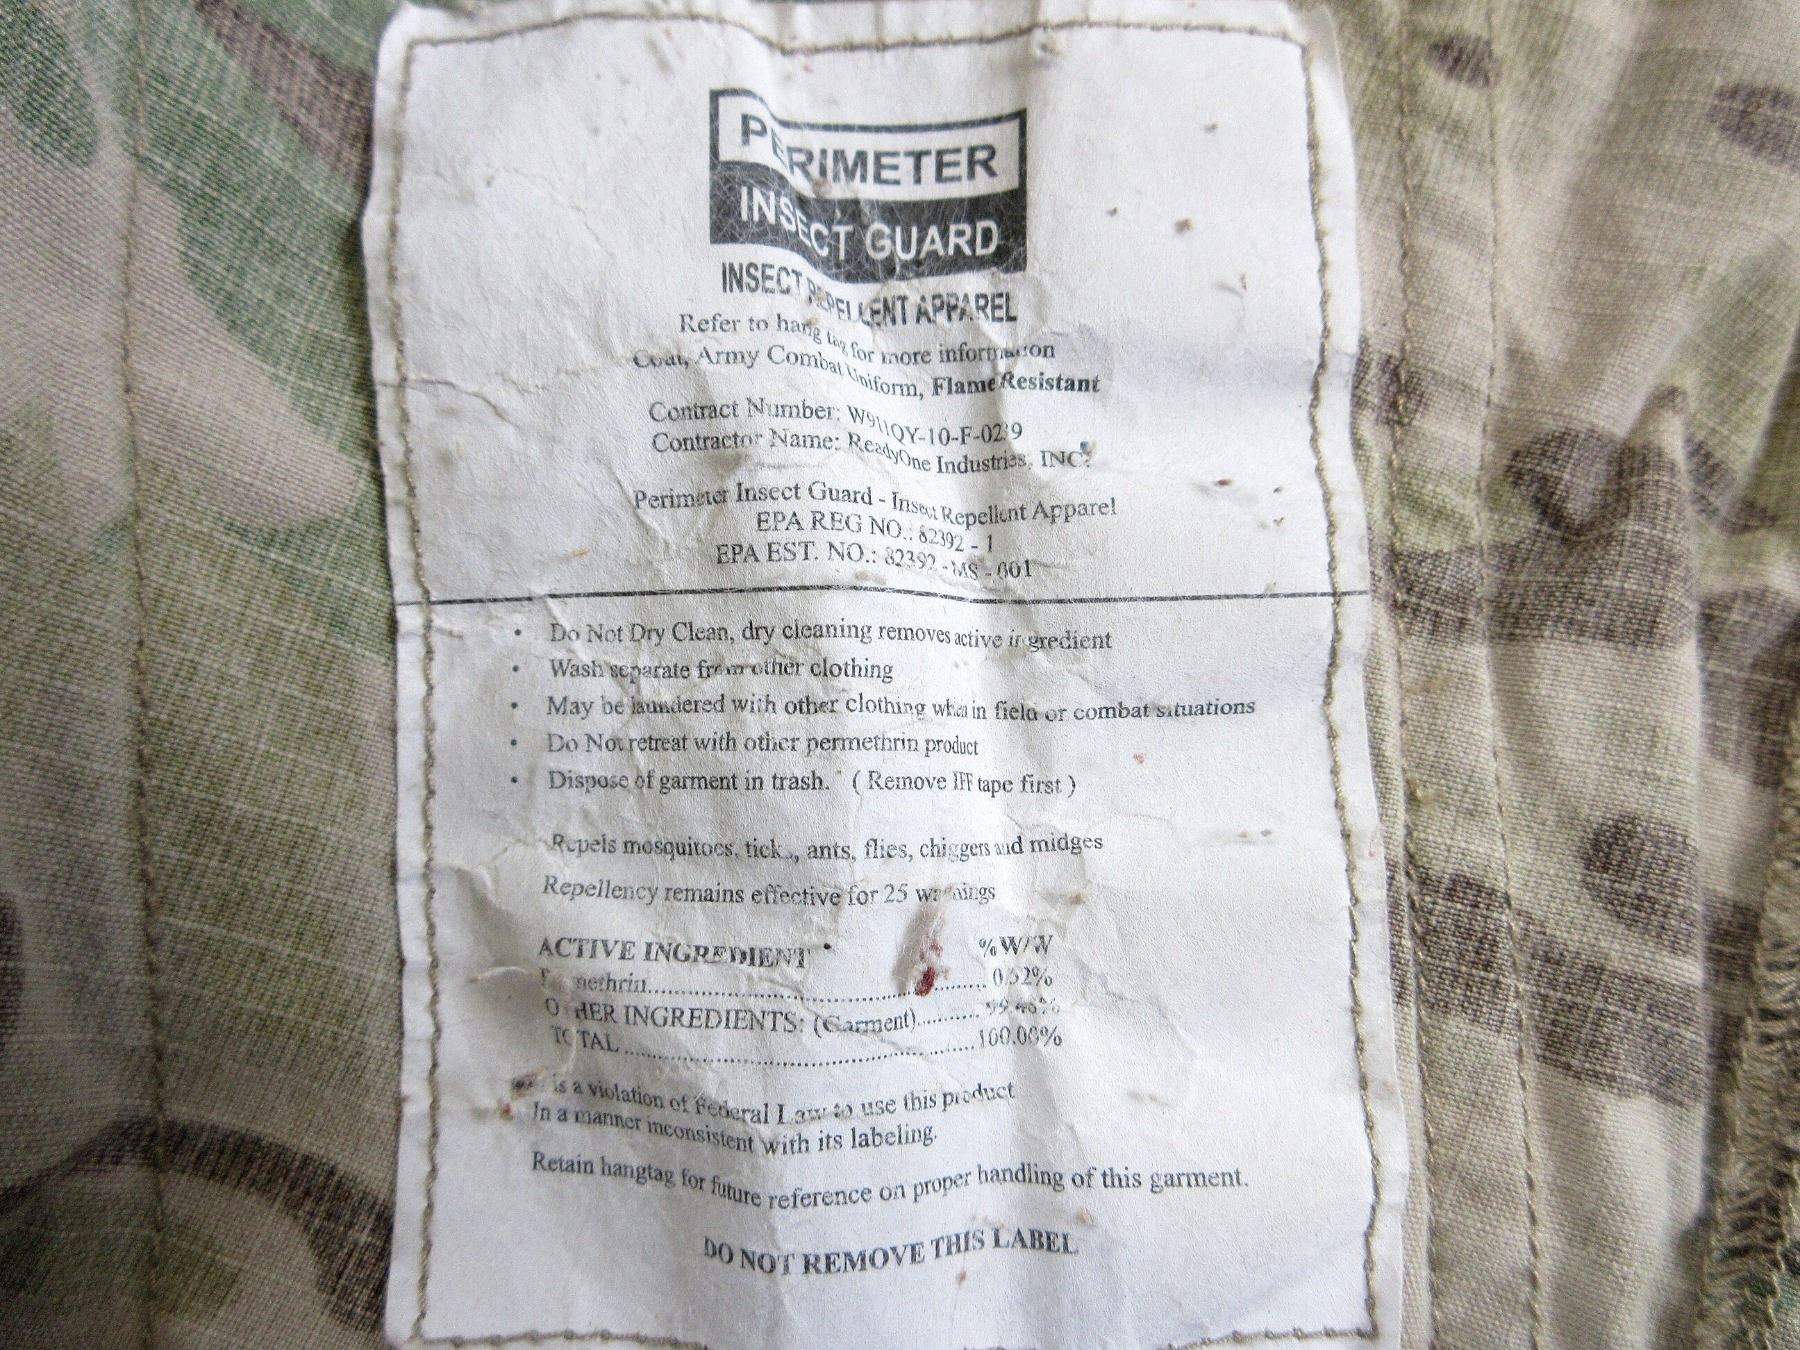 PERIMETER
INSECT GUARD
INSECT REPELLENT APPAREL
Refer to hang tag for more information
Coat, Army Combat Uniform, Flame Resistant
Contract Number: W911QY-10-F-0239
Contractor Name: ReadyOne Industries, INC.
Perimeter Insect Guard - Insect Repellent Apparel
EPA REG NO.: 82392 - 1
EPA EST. NO.: 82392 - MS - 001
• Do Not Dry Clean, dry cleaning removes active ingredient
• Wash separate from other clothing
• May be laundered with other clothing when in field or combat situations
• Do Not retreat with other permethrin product
• Dispose of garment in trash. ( Remove IFF tape first )
Repels mosquitoes, ticks, ants, flies, chiggers and midges
Repellency remains effective for 25 washings
ACTIVE INGREDIENT %W/W
Permethrin 0.52%
OTHER INGREDIENTS: (Garment) 99.48%
TOTAL 100.00%
is a violation of Federal Law to use this product
In a manner inconsistent with its labeling.
Retain hangtag for future reference on proper handling of this garment.
DO NOT REMOVE THIS LABEL